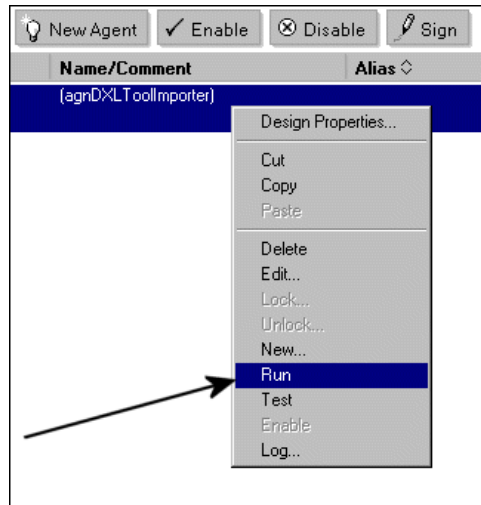 New Agent Enable Disable Sign
Name/Comment Alias
(agnDXLToolImporter)
Design Properties...
Cut
Copy
Paste
Delete
Edit...
Lock...
Unlock...
New...
Run
Test
Enable
Log...